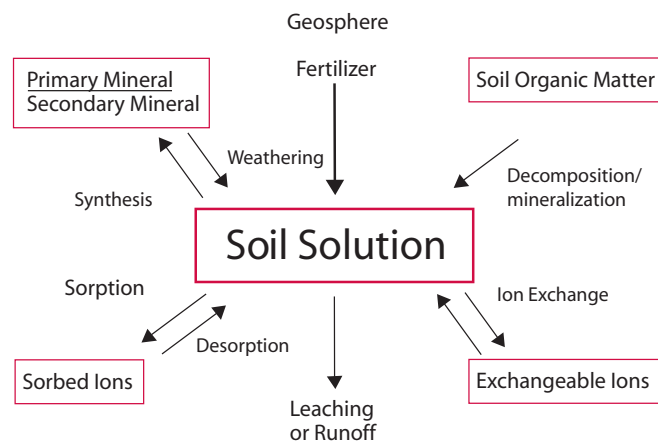 Geosphere
Primary Mineral
Secondary Mineral
Fertilizer
Soil Organic Matter
Weathering
Synthesis
Decomposition/
mineralization
Soil Solution
Sorption
Desorption
Ion Exchange
Sorbed Ions
Leaching
or Runoff
Exchangeable Ions